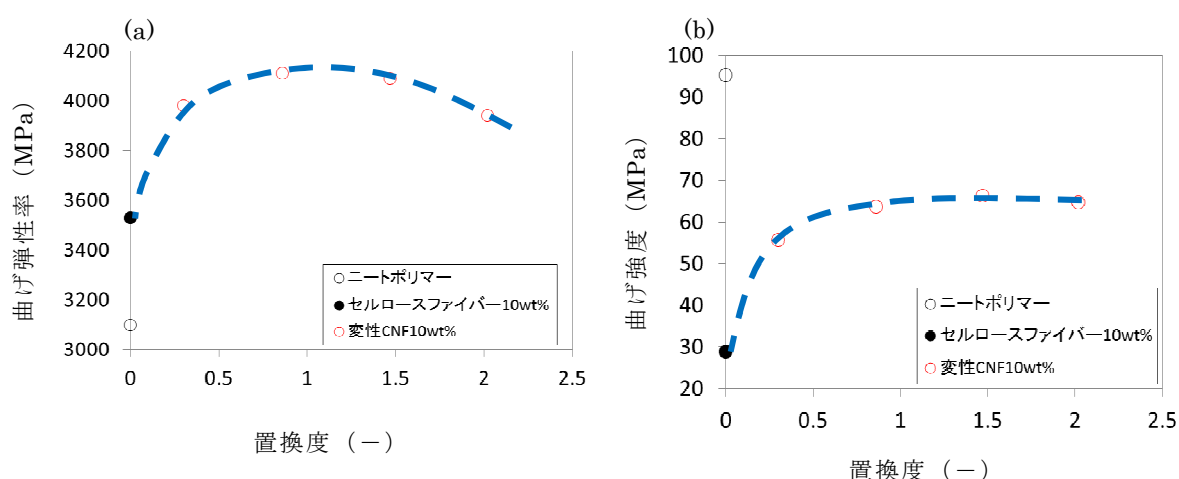 (a)
4200
4000
3800
3600
3400
3200
3000
曲げ弾性率（MPa）
○ニートポリマー
●セルロースファイバー10wt%
○変性CNF10wt%
0 0.5 1 1.5 2 2.5
置換度（－）
(b)
100
90
80
70
60
50
40
30
20
曲げ強度（MPa）
○ニートポリマー
●セルロースファイバー10wt%
○変性CNF10wt%
0 0.5 1 1.5 2 2.5
置換度（－）